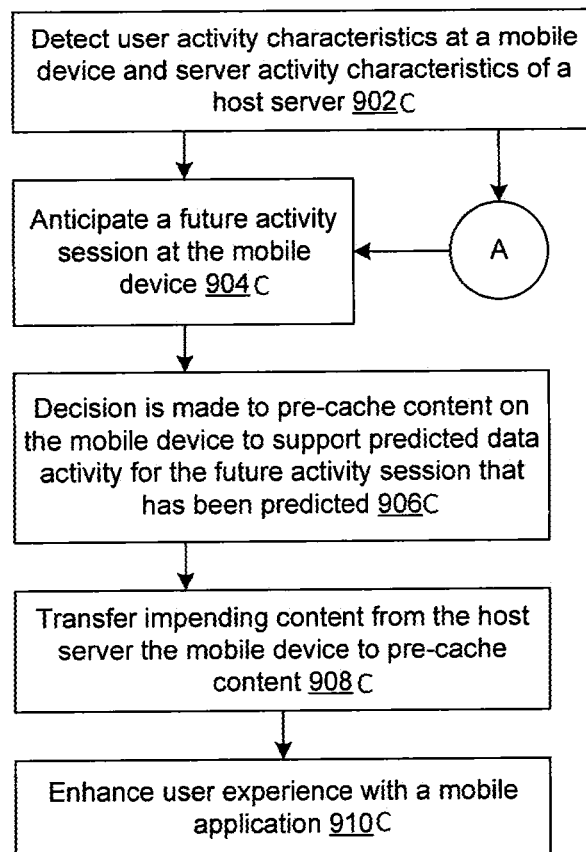 Detect user activity characteristics at a mobile
device and server activity characteristics of a
host server 902C
Anticipate a future activity
session at the mobile
device 904C
A
Decision is made to pre-cache content on
the mobile device to support predicted data
activity for the future activity session that
has been predicted 906C
Transfer impending content from the host
server the mobile device to pre-cache
content 908C
Enhance user experience with a mobile
application 910C